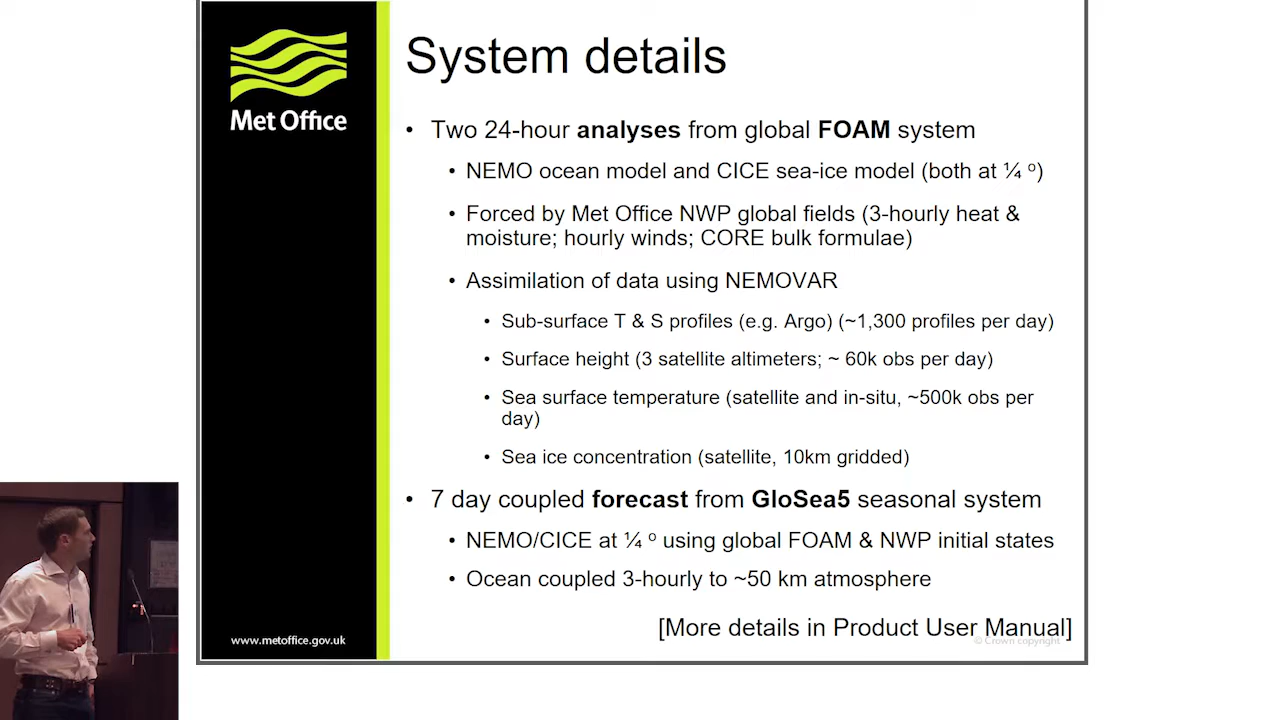 System details
Met Office
• Two 24-hour analyses from global FOAM system
• NEMO ocean model and CICE sea-ice model (both at ¼ º)
• Forced by Met Office NWP global fields (3-hourly heat &
moisture; hourly winds; CORE bulk formulae)
• Assimilation of data using NEMOVAR
• Sub-surface T & S profiles (e.g. Argo) (~1,300 profiles per day)
• Surface height (3 satellite altimeters; ~ 60k obs per day)
• Sea surface temperature (satellite and in-situ, ~500k obs per
day)
• Sea ice concentration (satellite, 10km gridded)
• 7 day coupled forecast from GloSea5 seasonal system
• NEMO/CICE at ¼ º using global FOAM & NWP initial states
• Ocean coupled 3-hourly to ~50 km atmosphere
[More details in Product User Manual]
www.metoffice.gov.uk
© Crown copyright